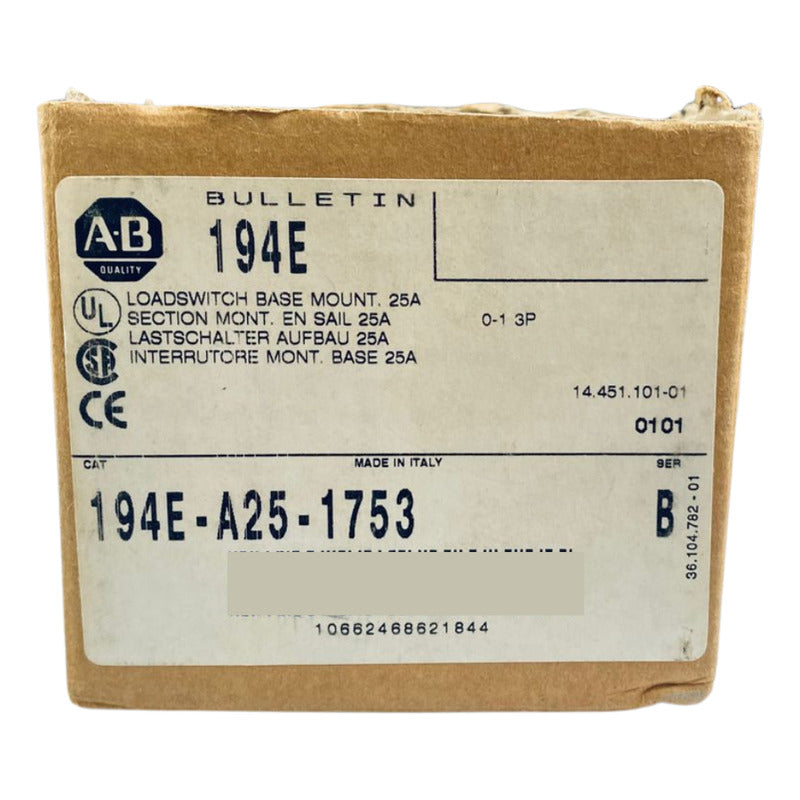 BULLETIN
A-B
QUALITY
194E
UL
LOADSWITCH BASE MOUNT. 25A
SECTION MONT. EN SAIL 25A
0-1 3P
LASTSCHALTER AUFBAU 25A
INTERRUTORE MONT. BASE 25A
CSA
CE
14.451.101-01
0101
CAT
MADE IN ITALY
SER
194E-A25-1753
B
36.104.782-01
10662468621844